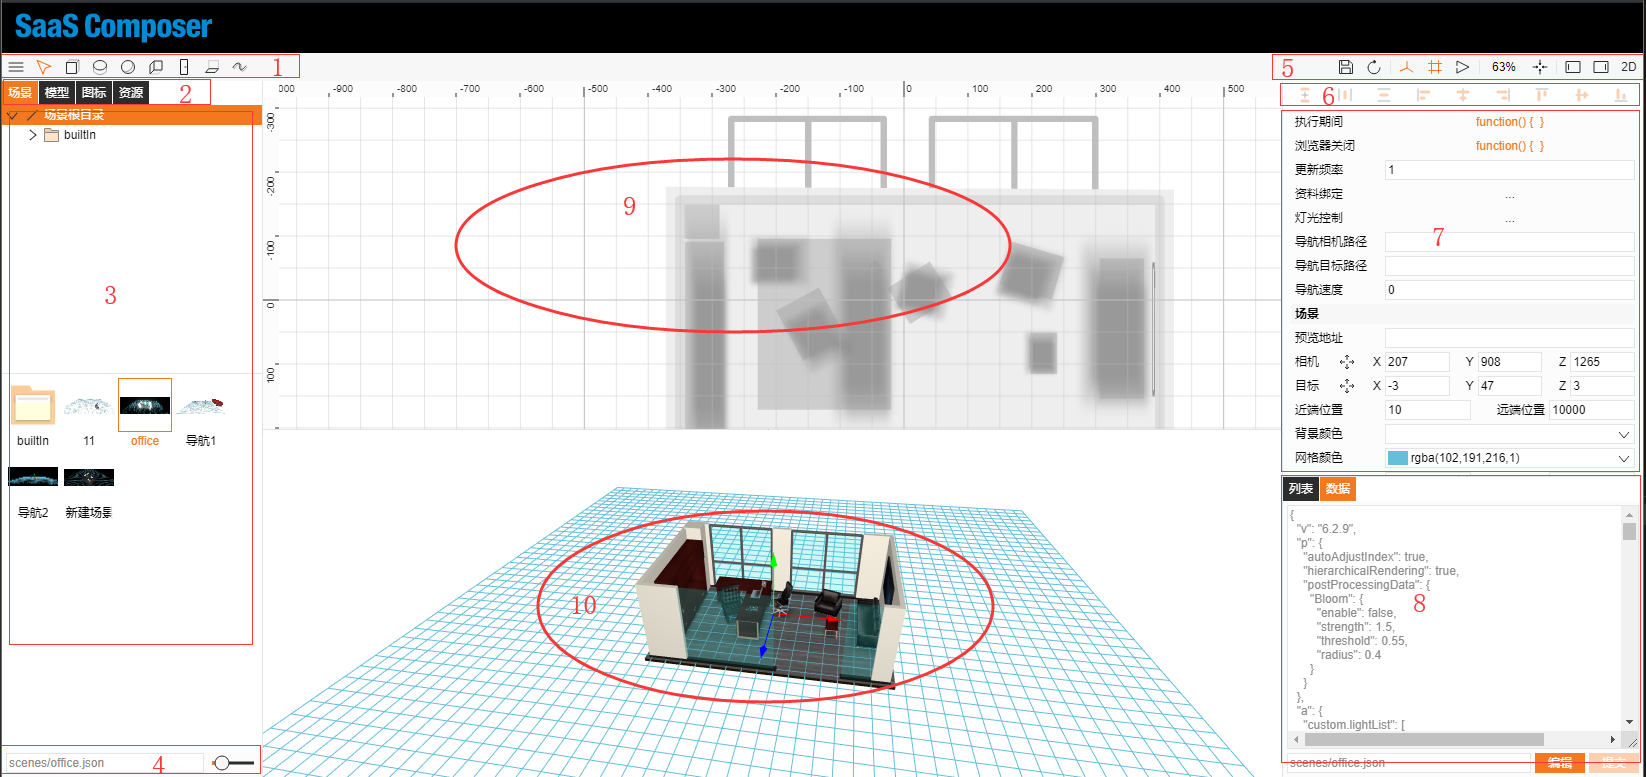 SaaS Composer
1
5
63%
2D
场景 模型 图标 资源
2
6
000 -900 -800 -700 -600 -500 -400 -300 -200 -100 0 100 200 300 400 500
场景根目录
builtIn
3
-300
-200
-100
0
100
9
执行期间 function() { }
浏览器关闭 function() { }
更新频率 1
资料绑定 ...
灯光控制 ...
导航相机路径
7
导航目标路径
导航速度 0
场景
预览地址
相机 X 207 Y 908 Z 1265
目标 X -3 Y 47 Z 3
近端位置 10 远端位置 10000
背景颜色
网格颜色 rgba(102,191,216,1)
builtIn 11 office 导航1
导航2 新建场景
10
列表 数据
{
"v": "6.2.9",
"p": {
"autoAdjustIndex": true,
"hierarchicalRendering": true,
"postProcessingData": {
"Bloom": {
"enable": false,
"strength": 1.5,
"threshold": 0.55,
"radius": 0.4
}
}
},
"a": {
"custom.lightList": [
8
scenes/office.json
4
scenes/office.json
编辑 提交